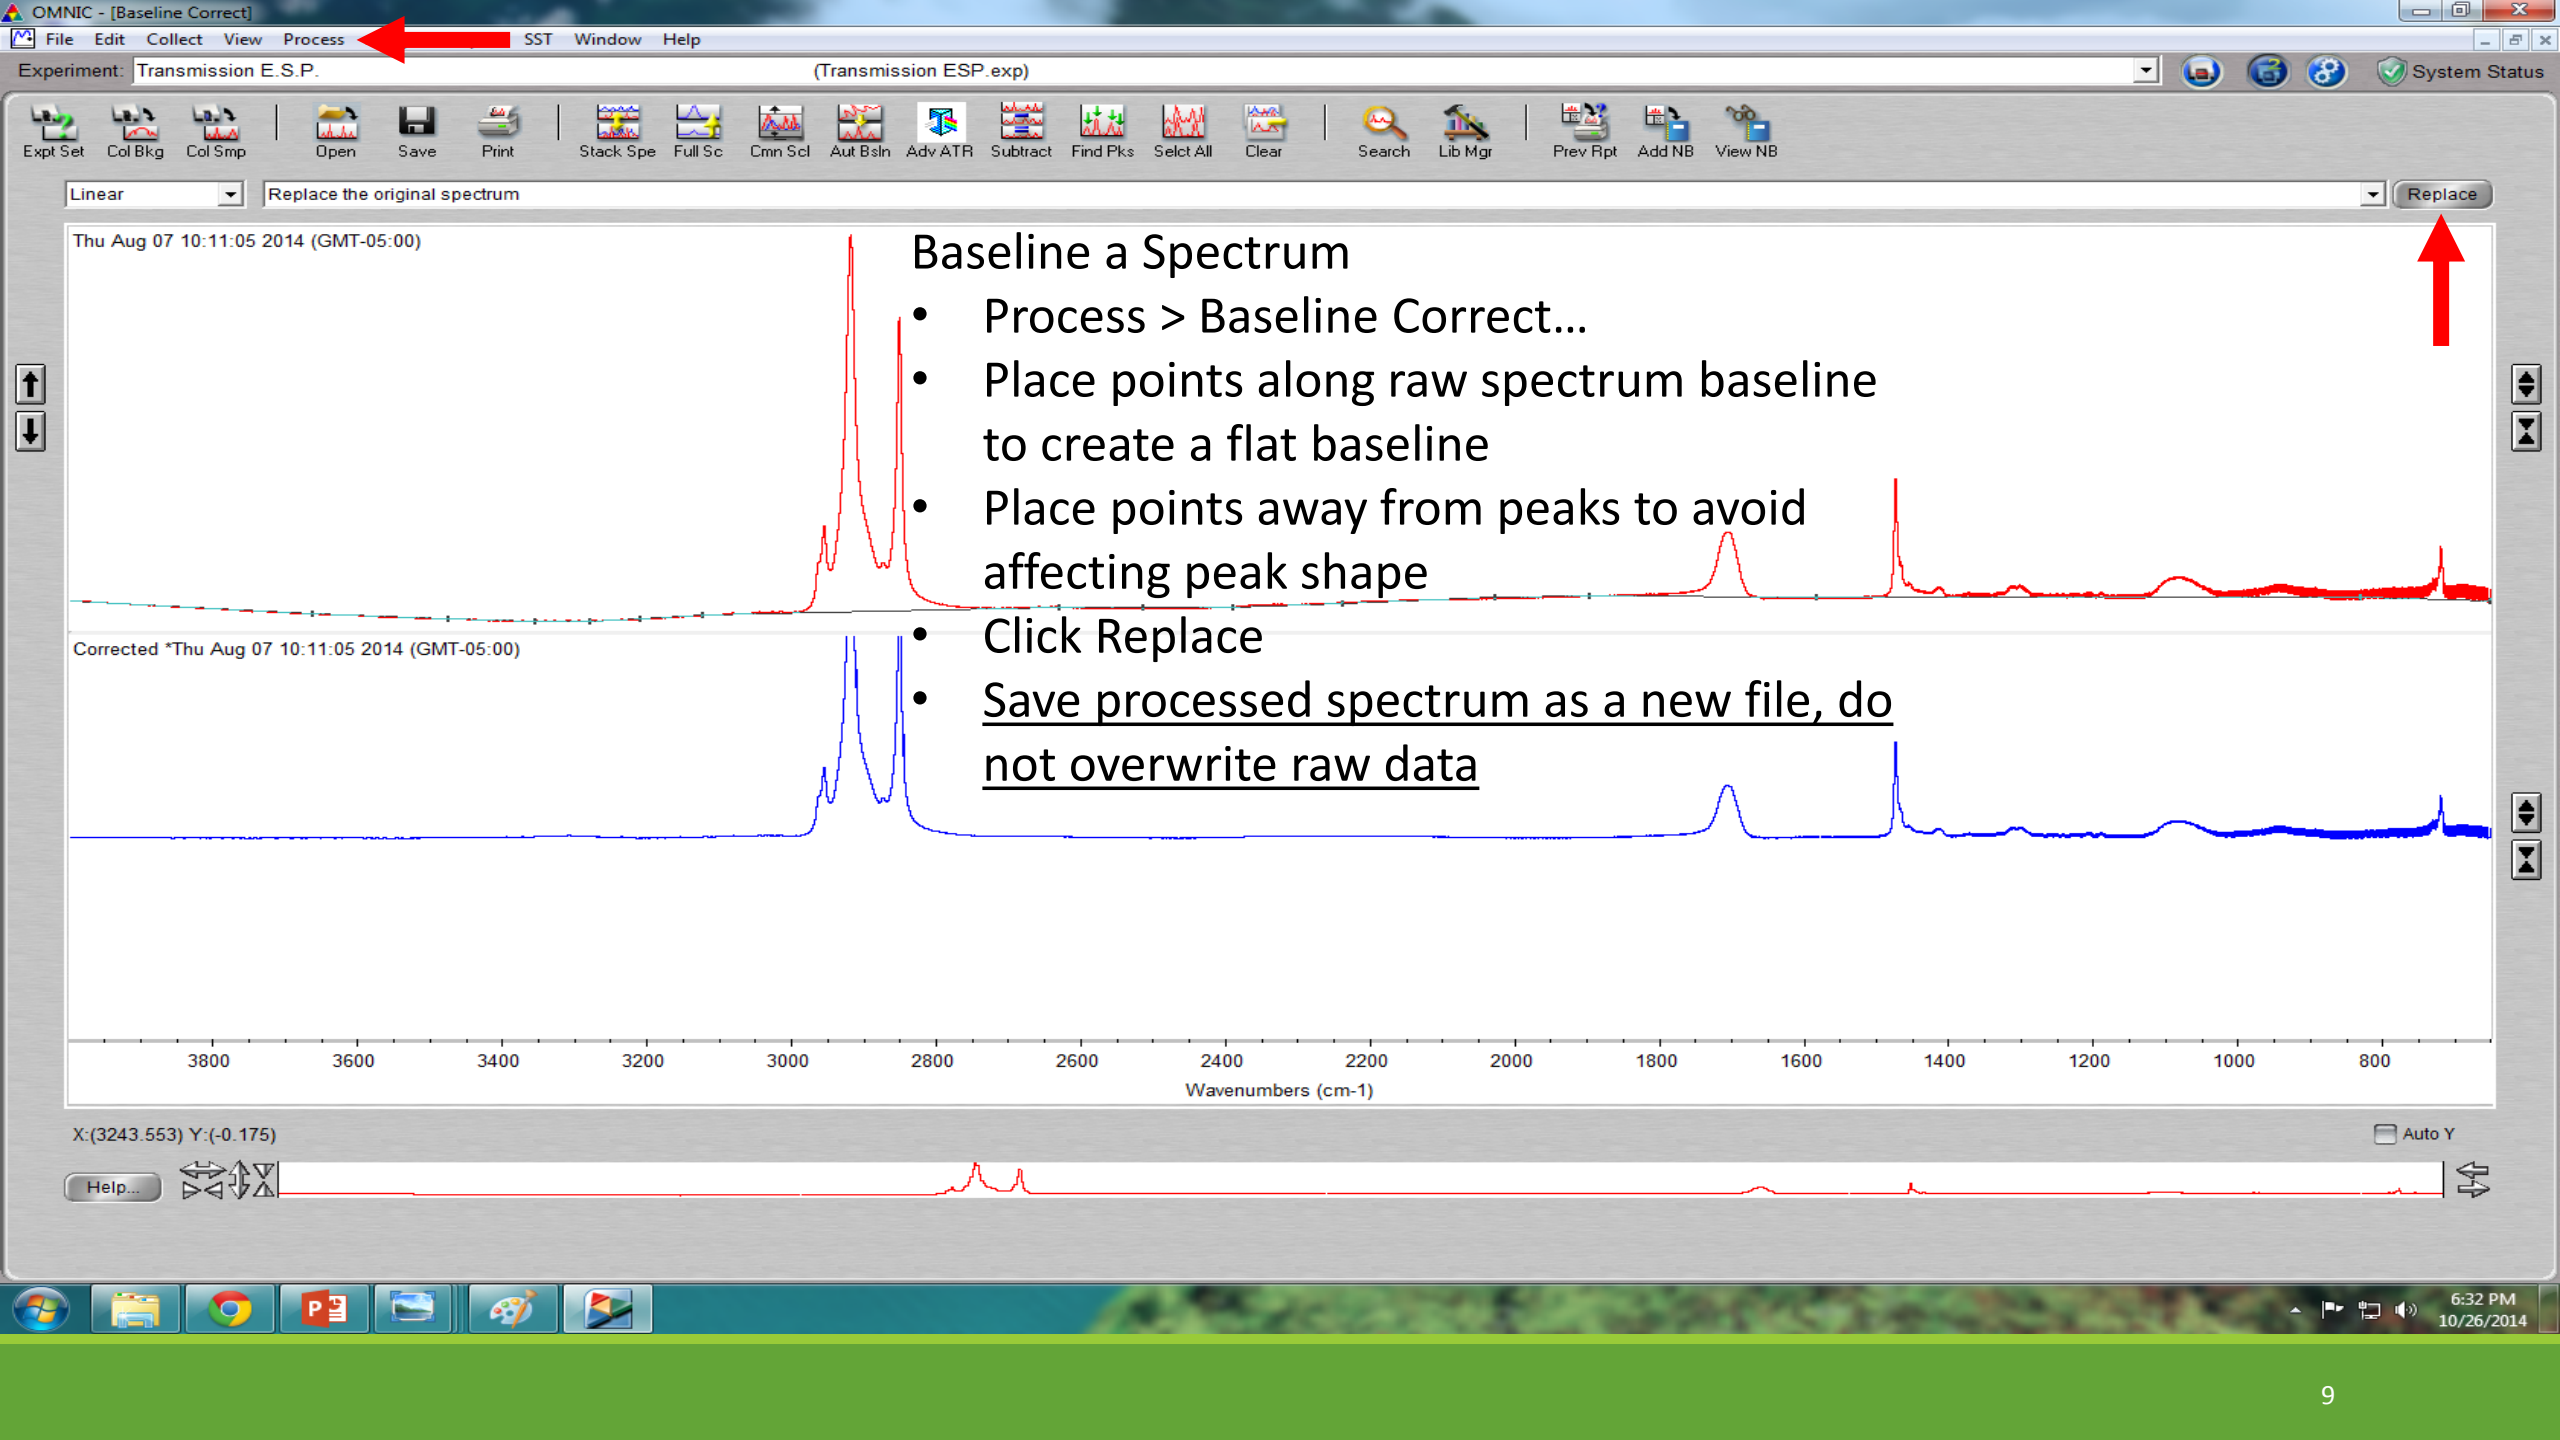 OMNIC - [Baseline Correct]
File Edit Collect View Process SST Window Help
Experiment: Transmission E.S.P. (Transmission ESP.exp) System Status
Expt Set Col Bkg Col Smp Open Save Print Stack Spe Full Sc Cmn Scl Aut Bsln Adv ATR Subtract Find Pks Selct All Clear Search Lib Mgr Prev Rpt Add NB View NB
Linear Replace the original spectrum Replace
Thu Aug 07 10:11:05 2014 (GMT-05:00)
Baseline a Spectrum
• Process > Baseline Correct…
• Place points along raw spectrum baseline
to create a flat baseline
• Place points away from peaks to avoid
affecting peak shape
• Click Replace
Corrected *Thu Aug 07 10:11:05 2014 (GMT-05:00)
• Save processed spectrum as a new file, do
not overwrite raw data
3800 3600 3400 3200 3000 2800 2600 2400 2200 2000 1800 1600 1400 1200 1000 800
Wavenumbers (cm-1)
X:(3243.553) Y:(-0.175) Auto Y
Help...
6:32 PM
10/26/2014
9